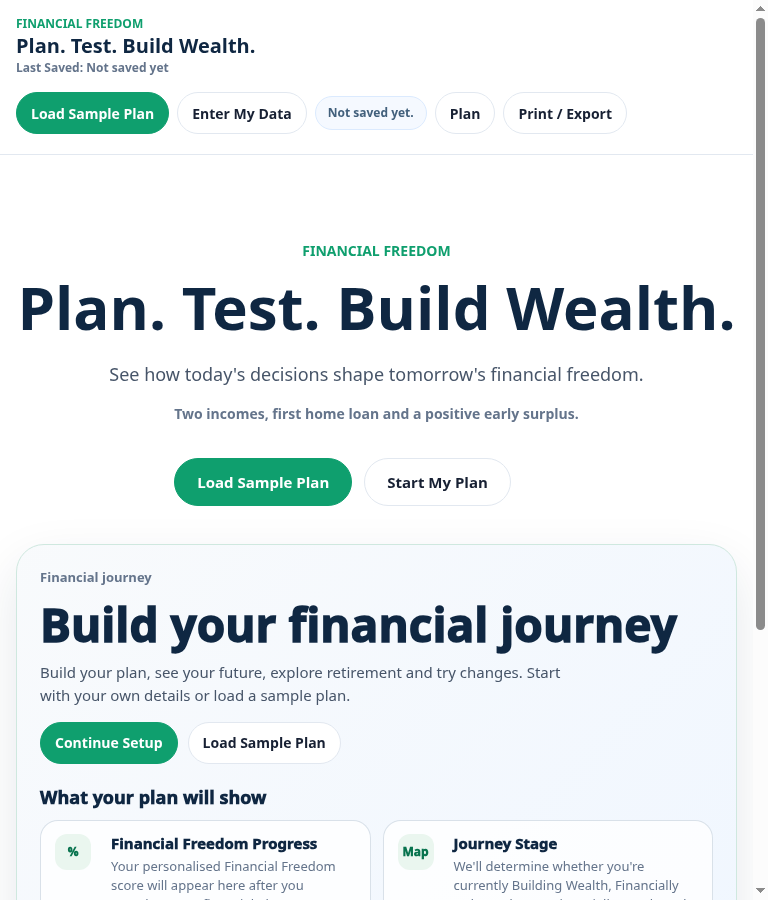 FINANCIAL FREEDOM
Plan. Test. Build Wealth.
Last Saved: Not saved yet
Load Sample Plan
Enter My Data
Not saved yet.
Plan
Print / Export
FINANCIAL FREEDOM
Plan. Test. Build Wealth.
See how today's decisions shape tomorrow's financial freedom.
Two incomes, first home loan and a positive early surplus.
Load Sample Plan
Start My Plan
Financial journey
Build your financial journey
Build your plan, see your future, explore retirement and try changes. Start
with your own details or load a sample plan.
Continue Setup
Load Sample Plan
What your plan will show
%
Financial Freedom Progress
Your personalised Financial Freedom
score will appear here after you
Map
Journey Stage
We'll determine whether you're
currently Building Wealth, Financially